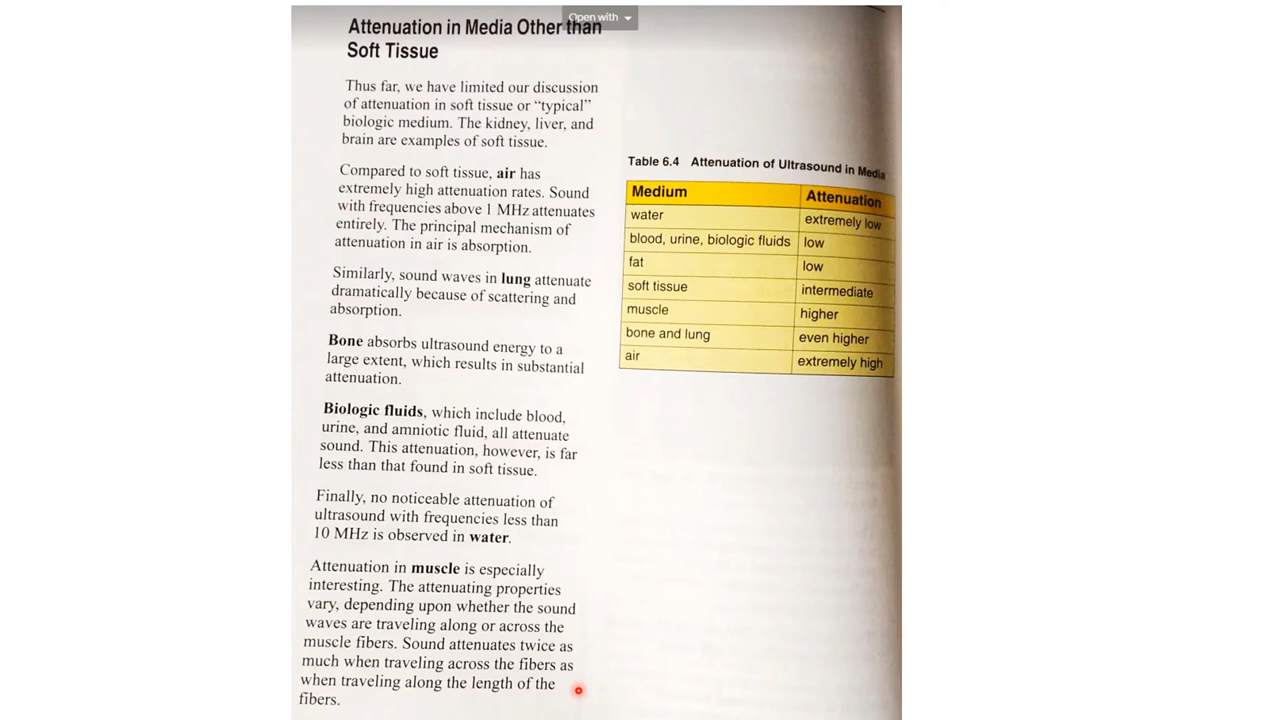 Open with
Attenuation in Media Other than
Soft Tissue
Thus far, we have limited our discussion
of attenuation in soft tissue or “typical”
biologic medium. The kidney, liver, and
brain are examples of soft tissue.
Compared to soft tissue, air has
extremely high attenuation rates. Sound
with frequencies above 1 MHz attenuates
entirely. The principal mechanism of
attenuation in air is absorption.
Similarly, sound waves in lung attenuate
dramatically because of scattering and
absorption.
Bone absorbs ultrasound energy to a
large extent, which results in substantial
attenuation.
Biologic fluids, which include blood,
urine, and amniotic fluid, all attenuate
sound. This attenuation, however, is far
less than that found in soft tissue.
Finally, no noticeable attenuation of
ultrasound with frequencies less than
10 MHz is observed in water.
Attenuation in muscle is especially
interesting. The attenuating properties
vary, depending upon whether the sound
waves are traveling along or across the
muscle fibers. Sound attenuates twice as
much when traveling across the fibers as
when traveling along the length of the
fibers.
Table 6.4 Attenuation of Ultrasound in Media
Medium Attenuation
water extremely low
blood, urine, biologic fluids low
fat low
soft tissue intermediate
muscle higher
bone and lung even higher
air extremely high